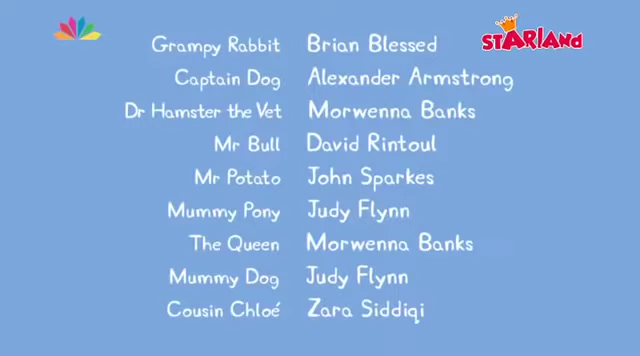 STARLAND
Grampy Rabbit Brian Blessed
Captain Dog Alexander Armstrong
Dr Hamster the Vet Morwenna Banks
Mr Bull David Rintoul
Mr Potato John Sparkes
Mummy Pony Judy Flynn
The Queen Morwenna Banks
Mummy Dog Judy Flynn
Cousin Chloé Zara Siddiqi